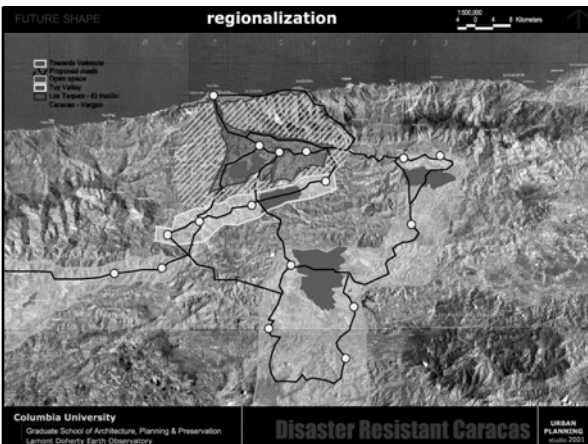 FUTURE SHAPE
regionalization
1:500,000
4 0 4 8 Kilometers
Towards Valencia
Proposed roads
Open space
Tuy Valley
Los Teques - El Hatillo
Caracas - Vargas
Columbia University
Graduate School of Architecture, Planning & Preservation
Lamont Doherty Earth Observatory
Disaster Resistant Caracas
URBAN
PLANNING
studio 2001